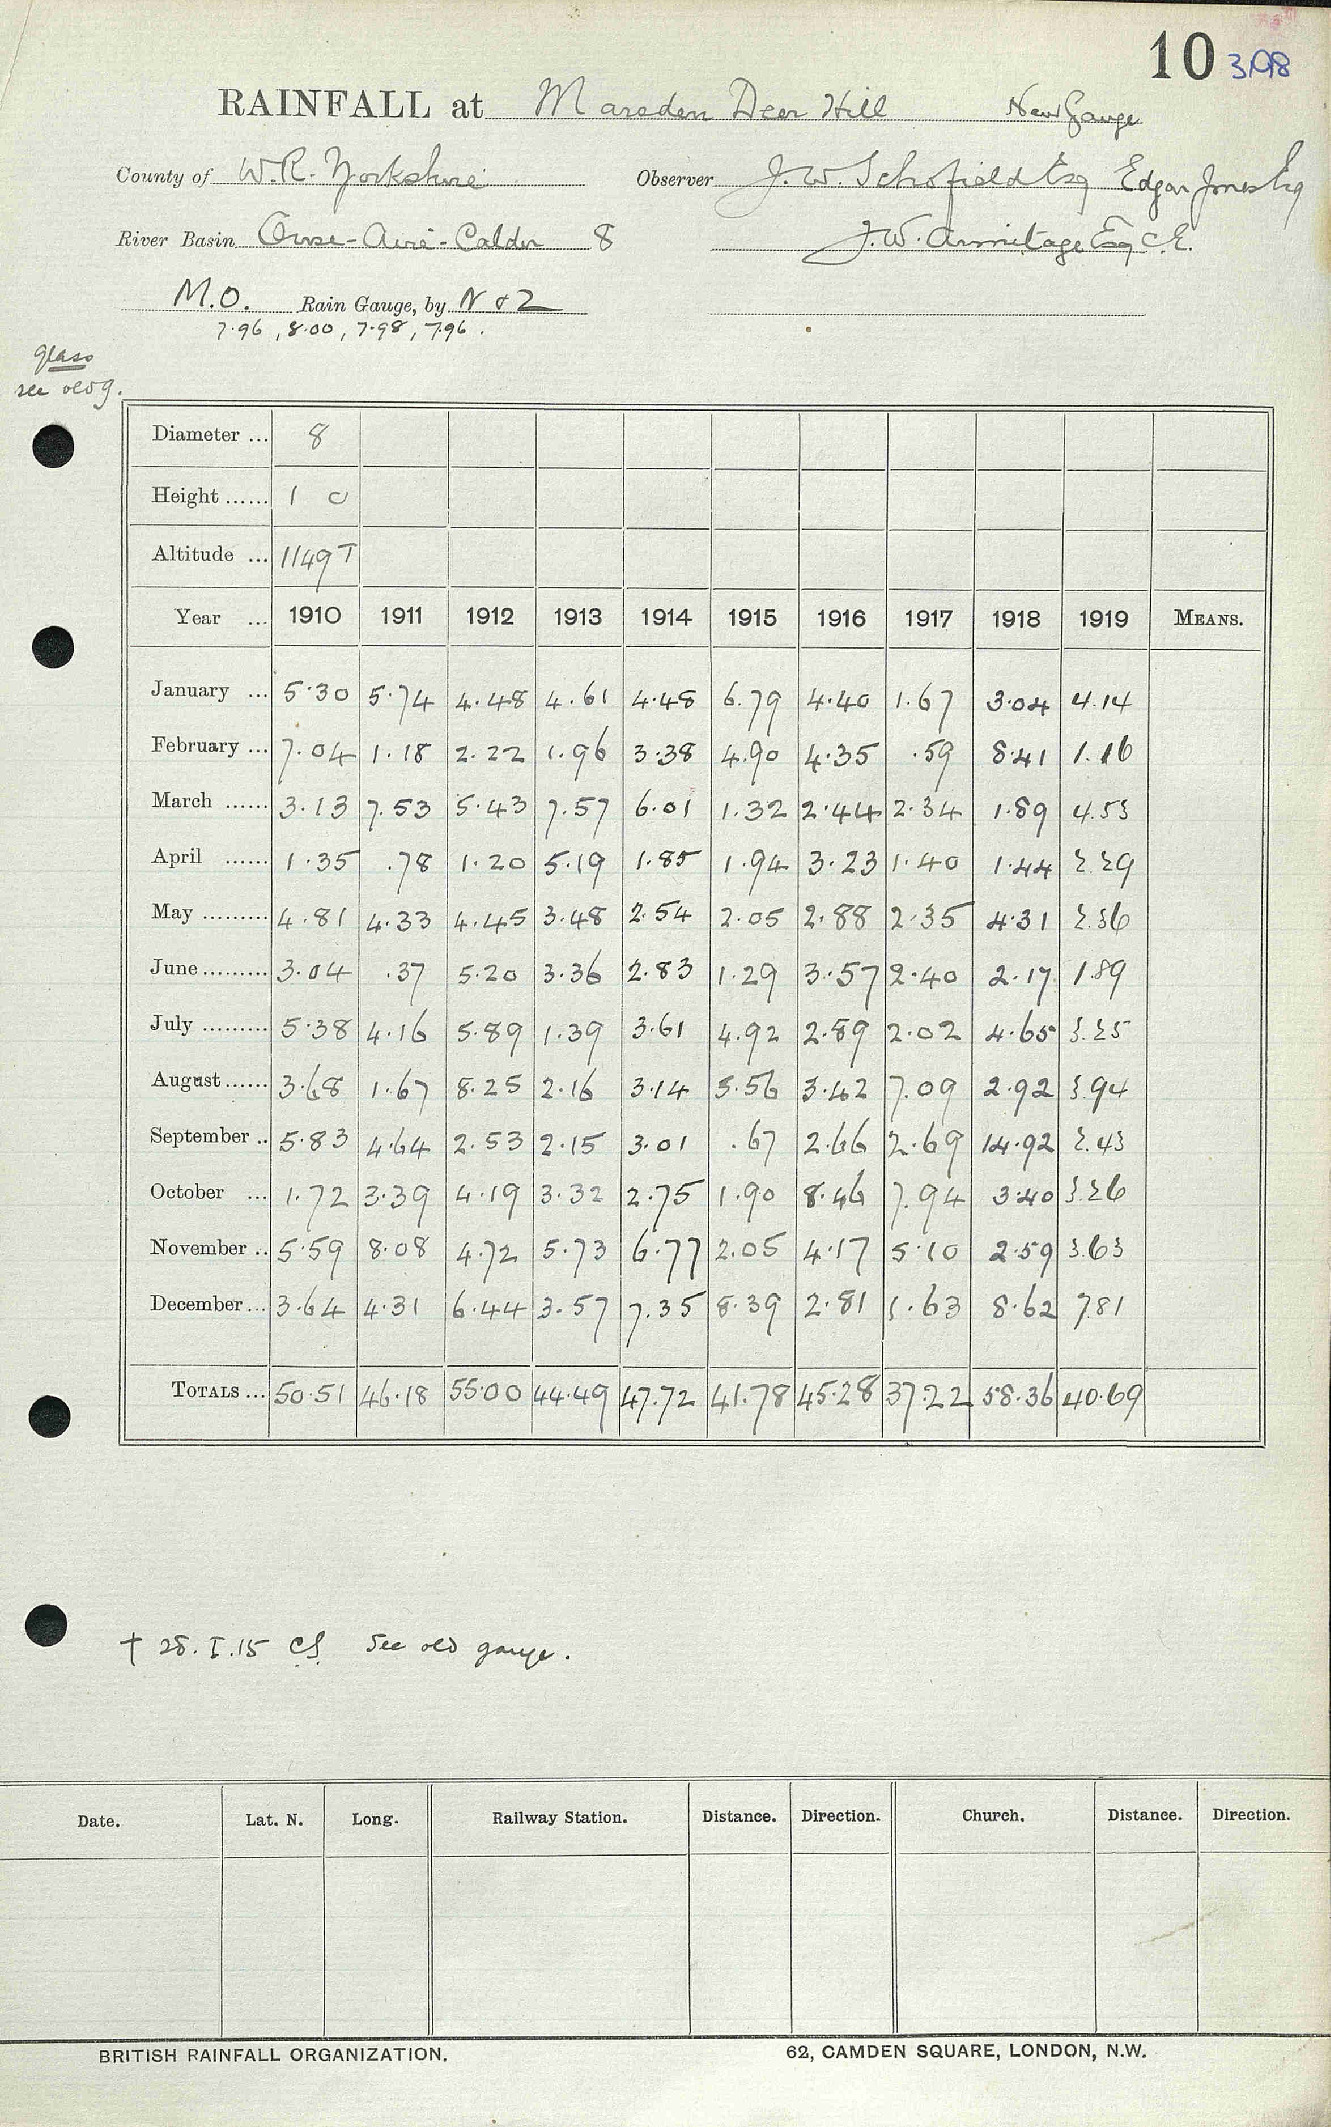 10 3198
RAINFALL at Marsden Deer Hill New Gauge
County of W.R. Yorkshire Observer J. W. Schofield Esq Edgar Jones Esq
River Basin Ouse-Aire-Calder 8 J.W. Armitage Esq C.E.
M.O. Rain Gauge, by N & Z
7.96, 8.00, 7.98, 7.96.
glass
see old g.
Diameter ... 8
Height ...... 1 0
Altitude ... 1149 T
Year ... 1910 1911 1912 1913 1914 1915 1916 1917 1918 1919 MEANS.
January ... 5.30 5.74 4.48 4.61 4.48 6.79 4.40 1.67 3.04 4.14
February ... 7.04 1.18 2.22 1.96 3.38 4.90 4.35 .59 8.41 1.16
March ...... 3.13 7.53 5.43 7.57 6.01 1.32 2.44 2.34 1.89 4.53
April ...... 1.35 .78 1.20 5.19 1.85 1.94 3.23 1.40 1.44 2.29
May ......... 4.81 4.33 4.45 3.48 2.54 2.05 2.88 2.35 4.31 2.36
June ......... 3.04 .37 5.20 3.36 2.83 1.29 3.57 2.40 2.17 1.89
July ......... 5.38 4.16 5.89 1.39 3.61 4.92 2.89 2.02 4.65 3.25
August ...... 3.68 1.67 8.25 2.16 3.14 5.56 3.42 7.09 2.92 3.94
September .. 5.83 4.64 2.53 2.15 3.01 .67 2.66 2.69 14.92 2.43
October ... 1.72 3.39 4.19 3.32 2.75 1.90 8.46 7.94 3.40 3.26
November .. 5.59 8.08 4.72 5.73 6.77 2.05 4.17 5.10 2.59 3.63
December ... 3.64 4.31 6.44 3.57 7.35 8.39 2.81 1.63 8.62 7.81
TOTALS ... 50.51 46.18 55.00 44.49 47.72 41.78 45.28 37.22 58.36 40.69
† 28.I.15 CS. See old gauge.
Date. Lat. N. Long. Railway Station. Distance. Direction. Church. Distance. Direction.
BRITISH RAINFALL ORGANIZATION. 62, CAMDEN SQUARE, LONDON, N.W.